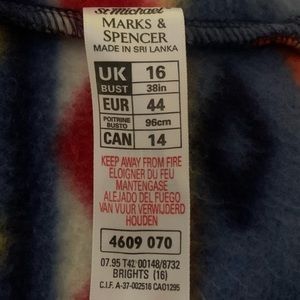 St Michael
MARKS &
SPENCER
MADE IN SRI LANKA
UK 16
BUST 38in
EUR 44
POITRINE BUSTO 96cm
CAN 14
KEEP AWAY FROM FIRE
ELOIGNER DU FEU
MANTENGASE
ALEJADO DEL FUEGO
VAN VUUR VERWIJDERD
HOUDEN
4609 070
07.95 T42 00148/8732
BRIGHTS (16)
C.I.F. A-37-002516 CA01295